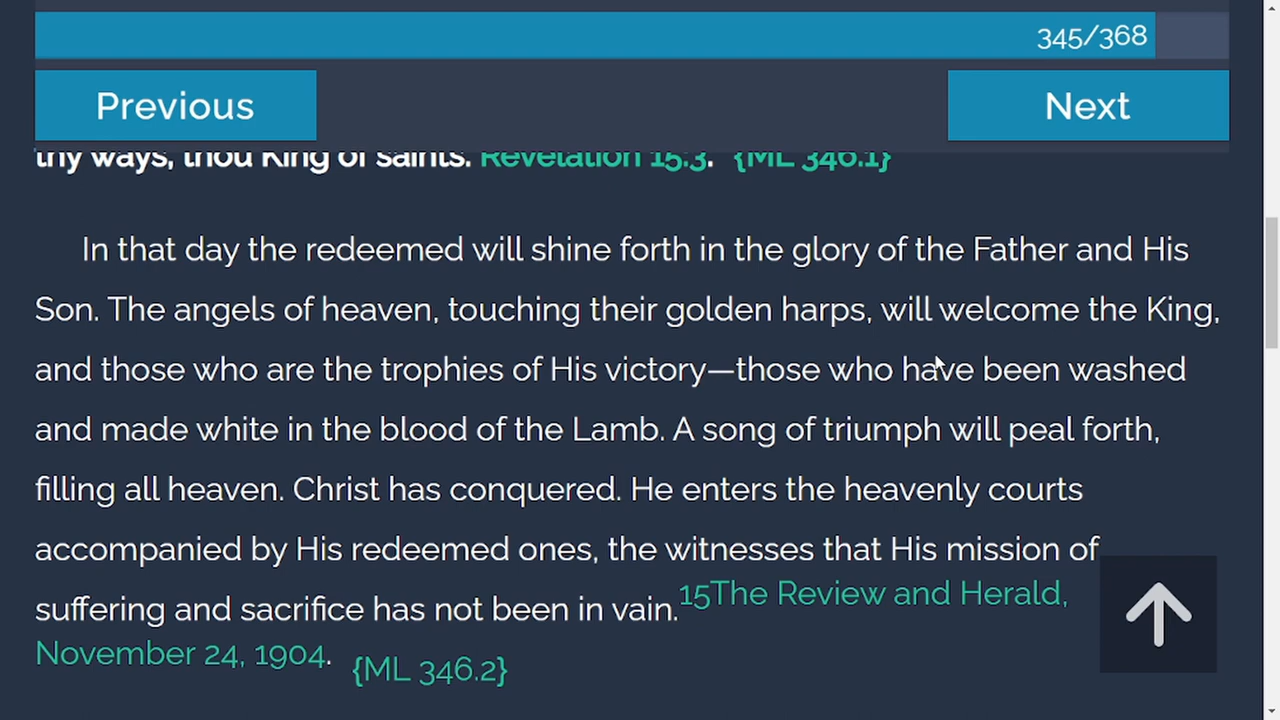 345/368
Previous
Next
thy ways, thou King of saints. Revelation 15:3. {ML 346.1}
In that day the redeemed will shine forth in the glory of the Father and His
Son. The angels of heaven, touching their golden harps, will welcome the King,
and those who are the trophies of His victory—those who have been washed
and made white in the blood of the Lamb. A song of triumph will peal forth,
filling all heaven. Christ has conquered. He enters the heavenly courts
accompanied by His redeemed ones, the witnesses that His mission of
suffering and sacrifice has not been in vain.15The Review and Herald,
November 24, 1904. {ML 346.2}